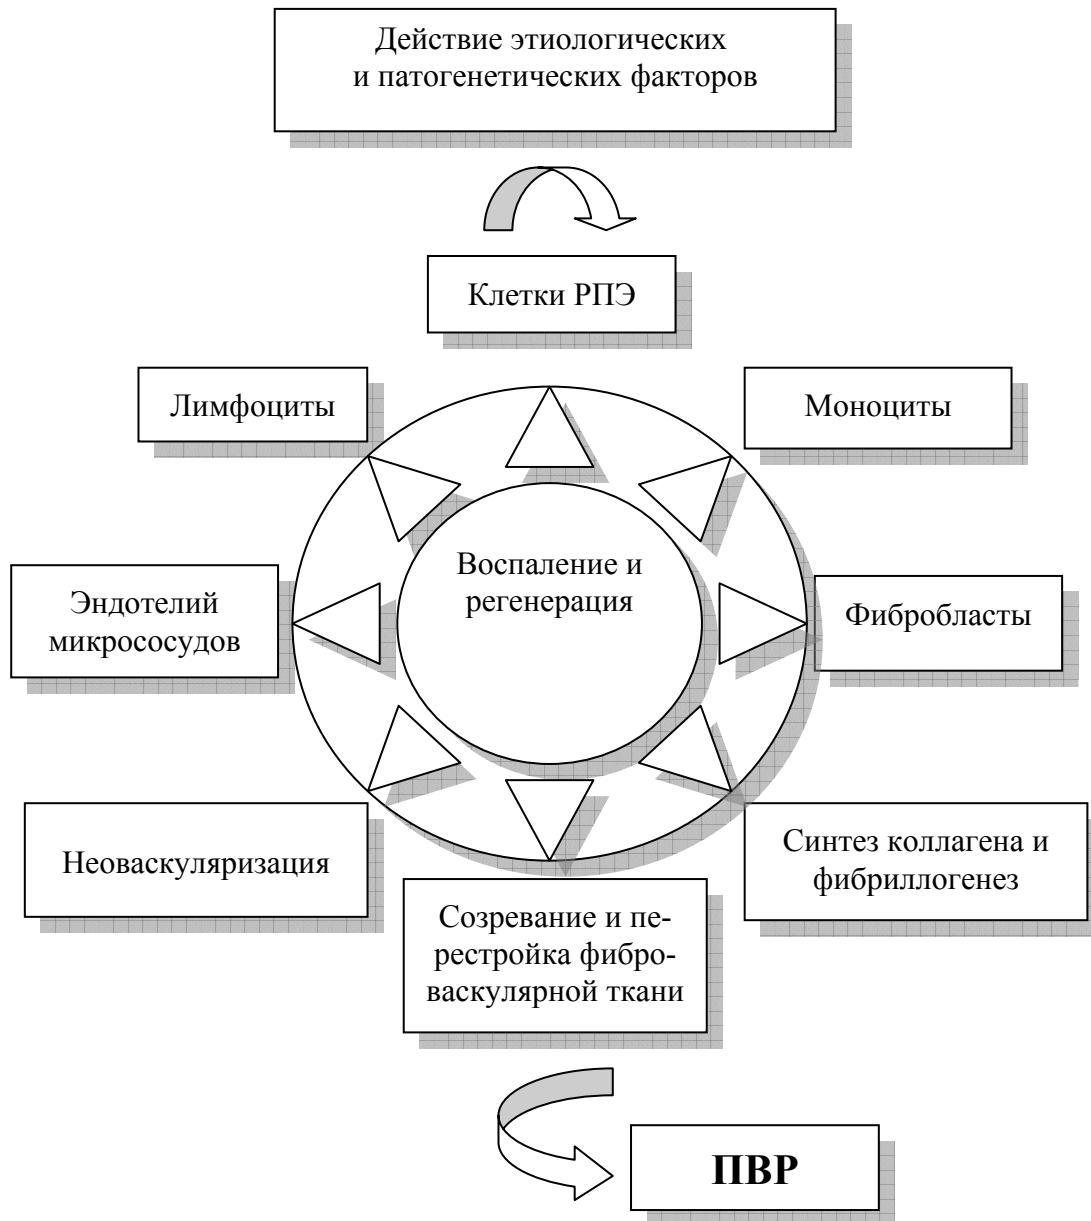 Действие этиологических
и патогенетических факторов
Клетки РПЭ
Лимфоциты
Моноциты
Воспаление и
регенерация
Эндотелий
микрососудов
Фибробласты
Неоваскуляризация
Синтез коллагена и
фибриллогенез
Созревание и пе-
рестройка фибро-
васкулярной ткани
ПВР